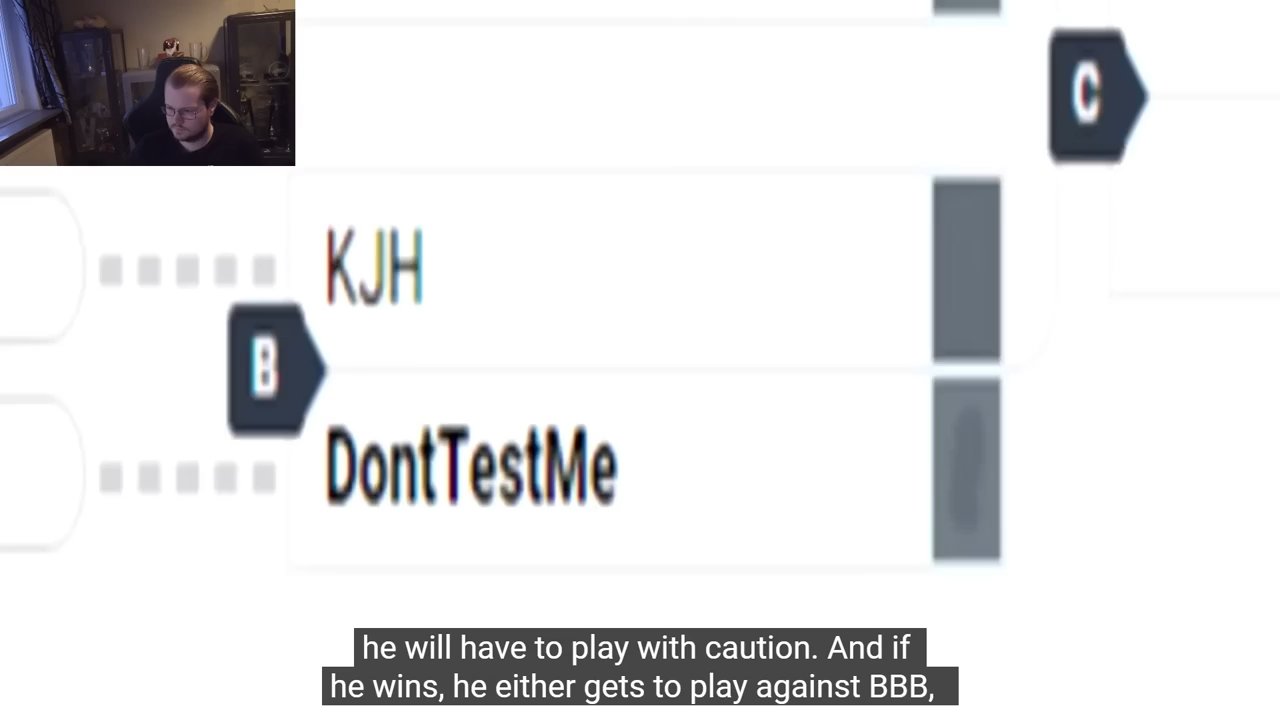 C
KJH
B
DontTestMe
he will have to play with caution. And if
he wins, he either gets to play against BBB,